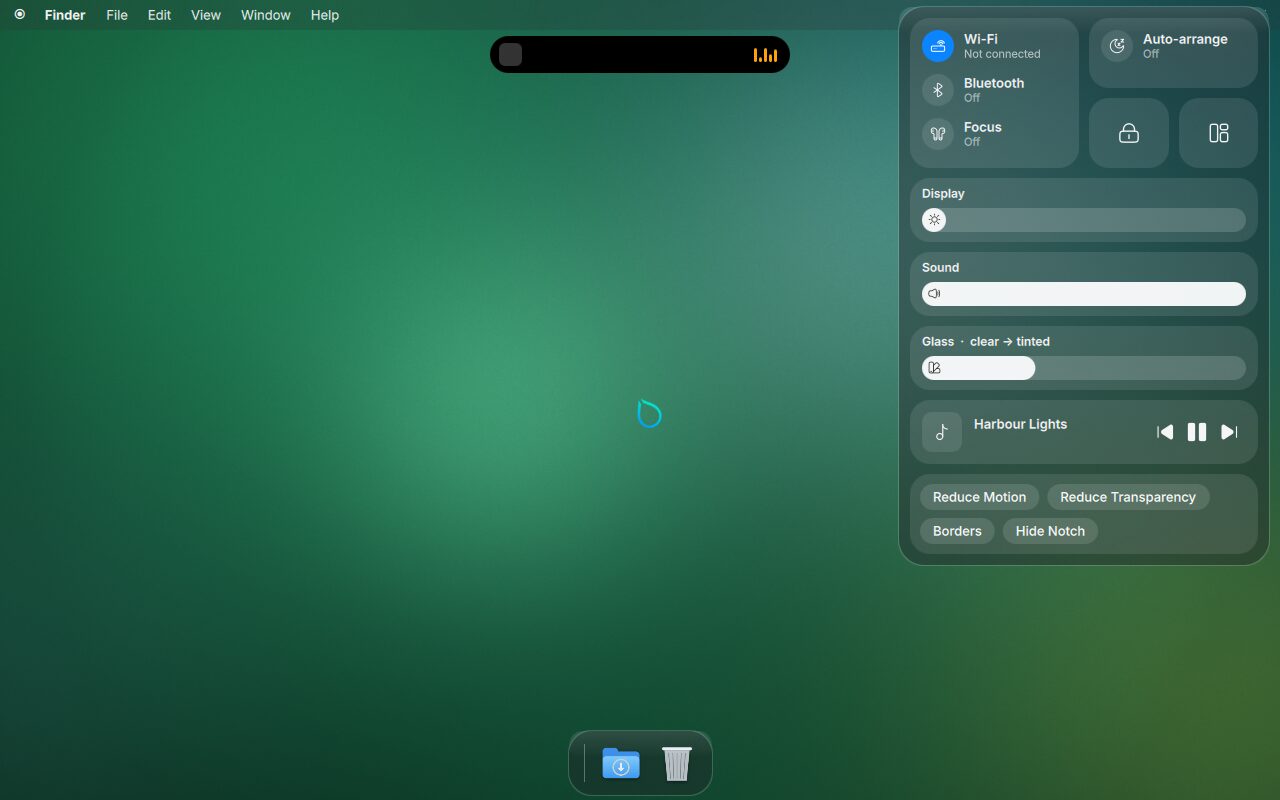 Finder File Edit View Window Help
Wi-Fi
Not connected
Bluetooth
Off
Focus
Off
Auto-arrange
Off
Display
Sound
Glass · clear → tinted
Harbour Lights
Reduce Motion Reduce Transparency
Borders Hide Notch